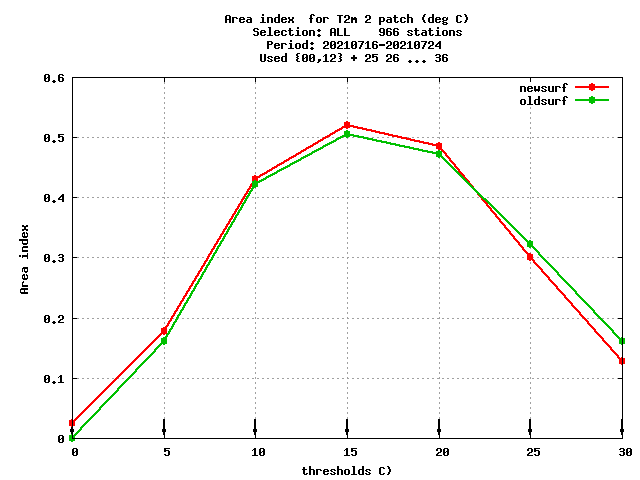 Area index  for T2m 2 patch (deg C)
Selection: ALL    966 stations
Period: 20210716-20210724
Used {00,12} + 25 26 ... 36
newsurf
oldsurf
0.6
0.5
0.4
0.3
0.2
0.1
0
Area index
0 5 10 15 20 25 30
thresholds C)